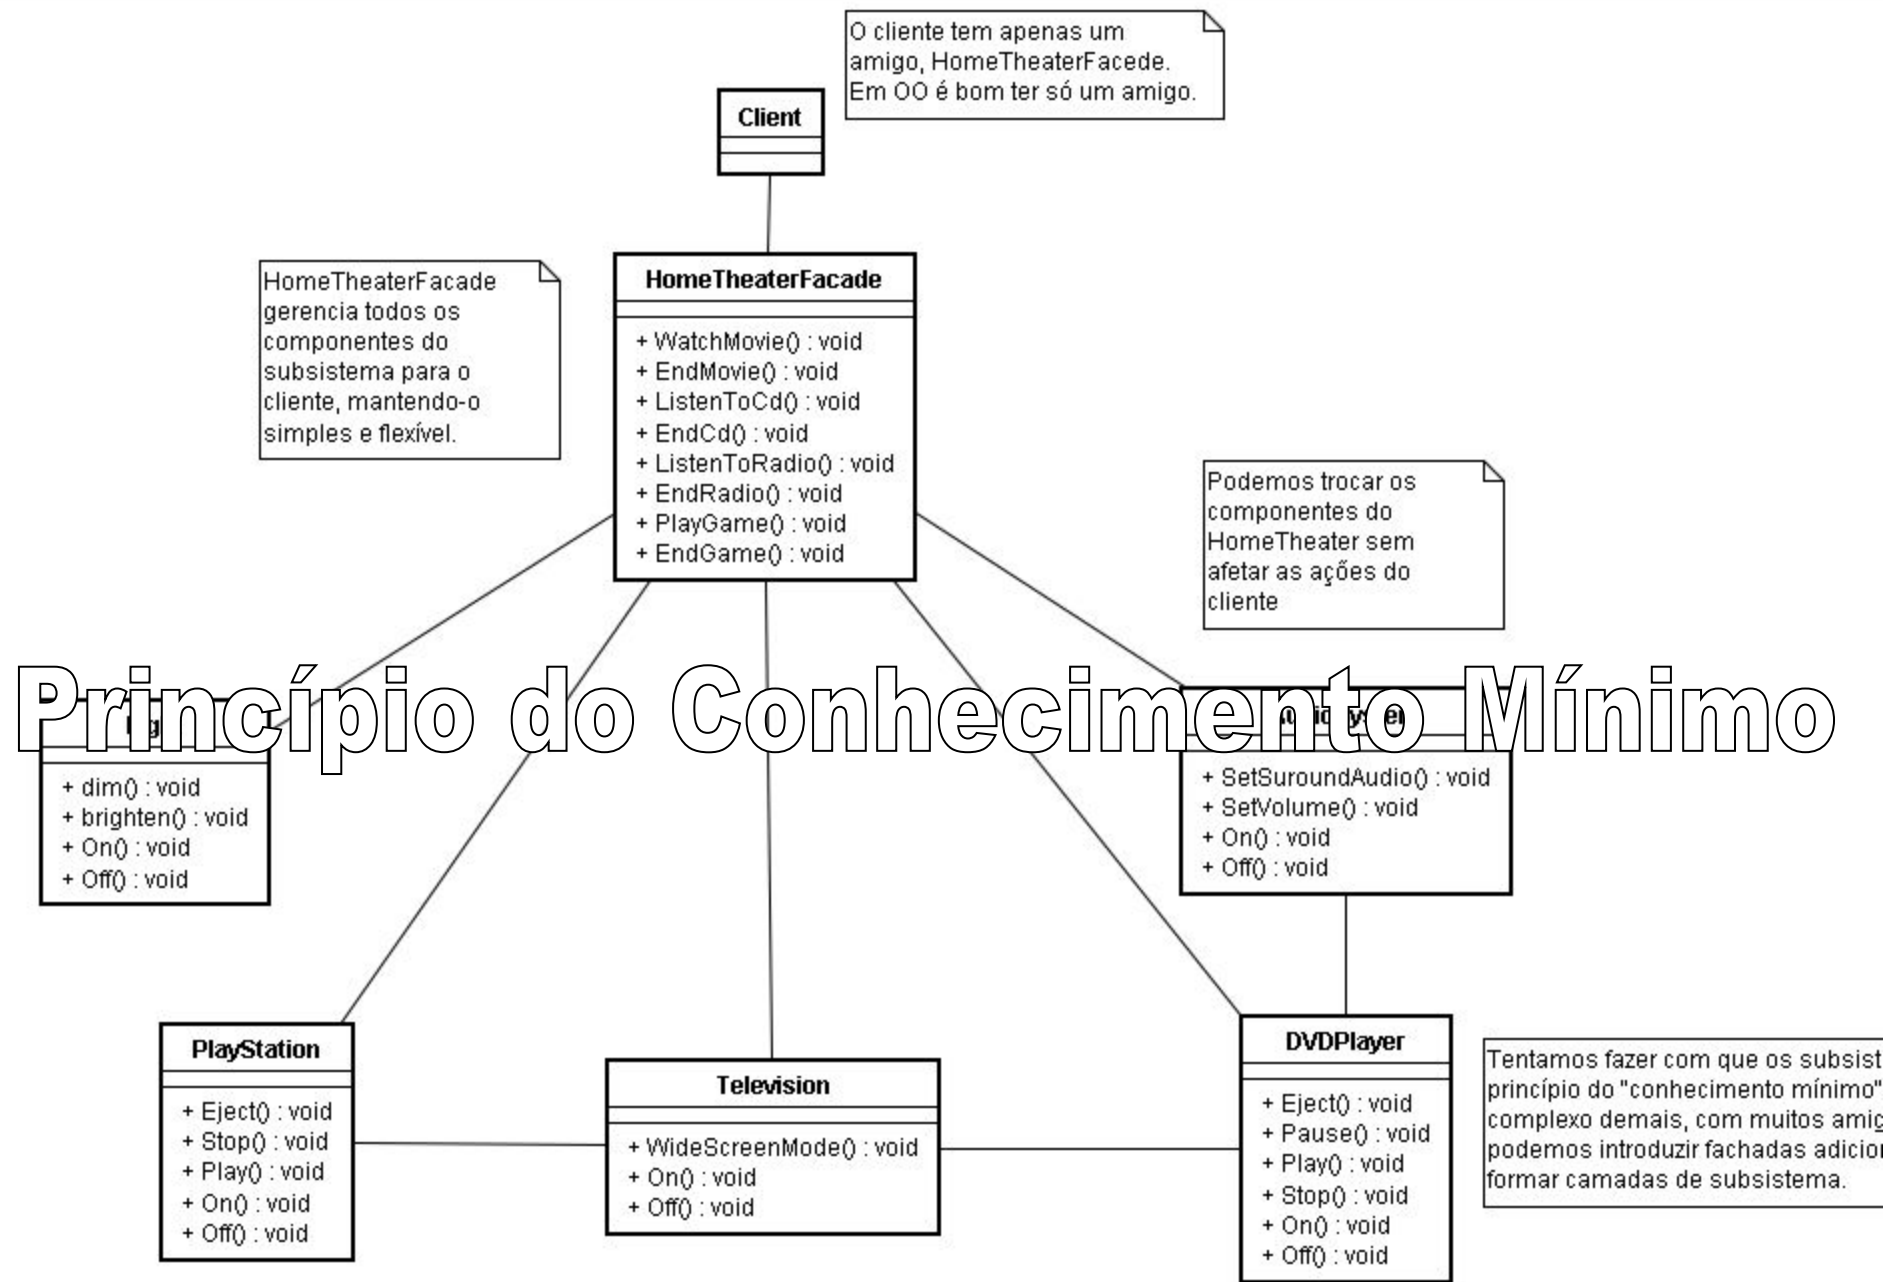 O cliente tem apenas um
amigo, HomeTheaterFacede.
Em OO é bom ter só um amigo.
Client
HomeTheaterFacade
gerencia todos os
componentes do
subsistema para o
cliente, mantendo-o
simples e flexível.
HomeTheaterFacade
+ WatchMovie() : void
+ EndMovie() : void
+ ListenToCd() : void
+ EndCd() : void
+ ListenToRadio() : void
+ EndRadio() : void
+ PlayGame() : void
+ EndGame() : void
Podemos trocar os
componentes do
HomeTheater sem
afetar as ações do
cliente
Princípio do Conhecimento Mínimo
+ dim() : void
+ brighten() : void
+ On() : void
+ Off() : void
+ SetSuroundAudio() : void
+ SetVolume() : void
+ On() : void
+ Off() : void
PlayStation
+ Eject() : void
+ Stop() : void
+ Play() : void
+ On() : void
+ Off() : void
Television
+ WideScreenMode() : void
+ On() : void
+ Off() : void
DVDPlayer
+ Eject() : void
+ Pause() : void
+ Play() : void
+ Stop() : void
+ On() : void
+ Off() : void
Tentamos fazer com que os subsist
princípio do "conhecimento mínimo"
complexo demais, com muitos amig
podemos introduzir fachadas adicion
formar camadas de subsistema.